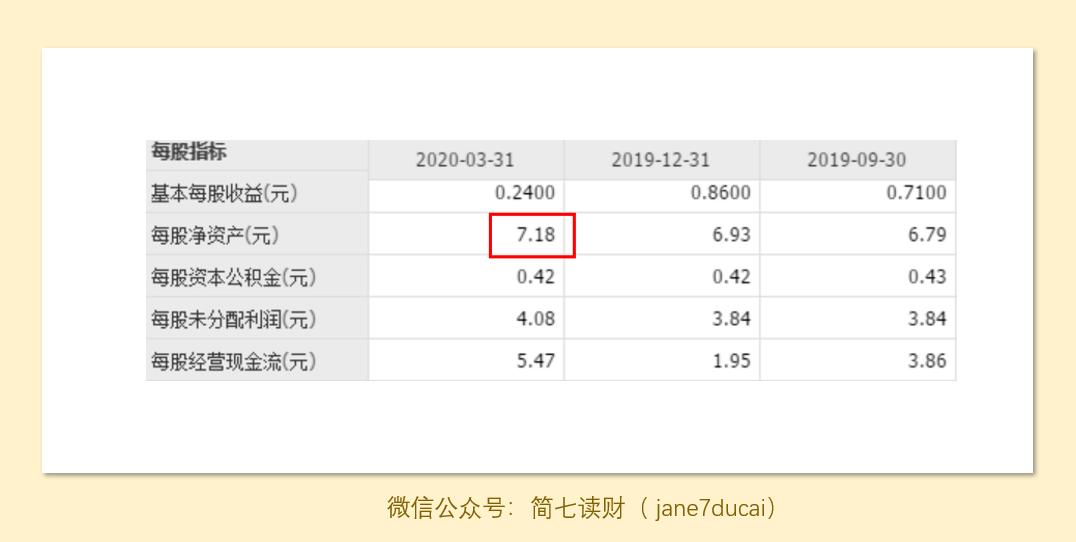 每股指标 2020-03-31 2019-12-31 2019-09-30
基本每股收益(元) 0.2400 0.8600 0.7100
每股净资产(元) 7.18 6.93 6.79
每股资本公积金(元) 0.42 0.42 0.43
每股未分配利润(元) 4.08 3.84 3.84
每股经营现金流(元) 5.47 1.95 3.86
微信公众号：简七读财（ jane7ducai）